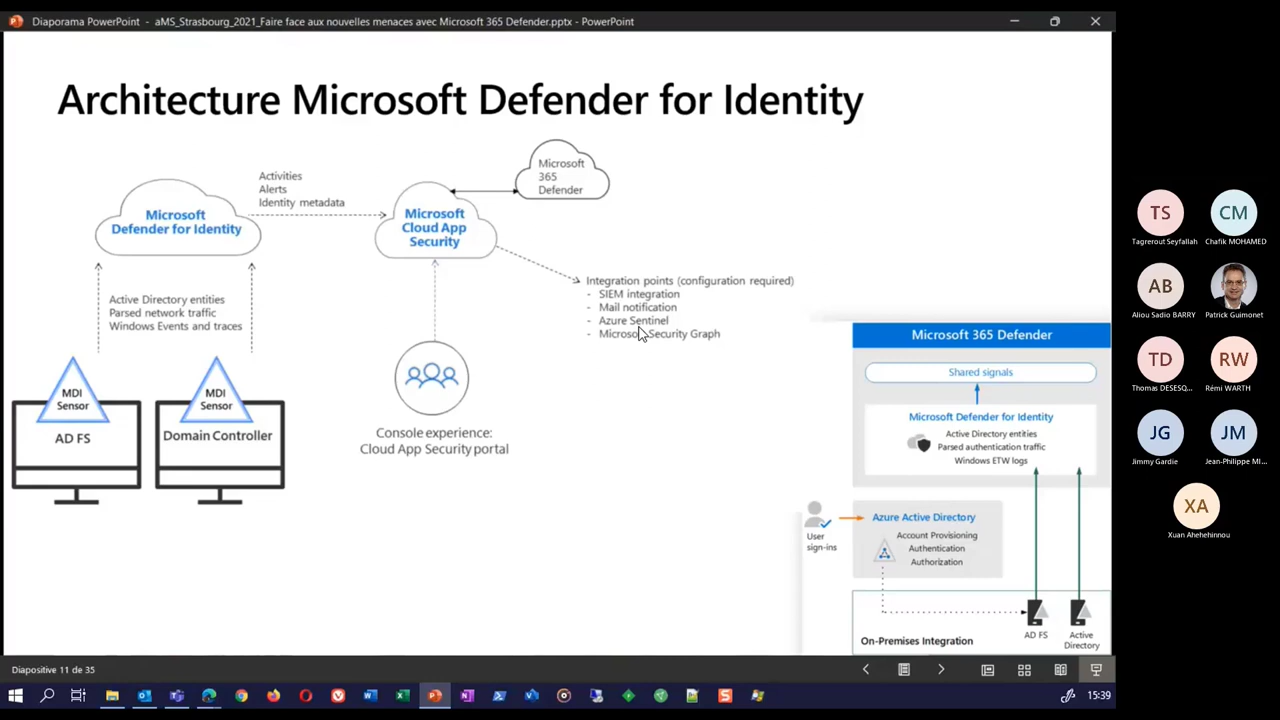 Diaporama PowerPoint - aMS_Strasbourg_2021_Faire face aux nouvelles menaces avec Microsoft 365 Defender.pptx - PowerPoint
Architecture Microsoft Defender for Identity
Microsoft
365
Defender
Activities
Alerts
Identity metadata
Microsoft
Defender for Identity
Microsoft
Cloud App
Security
Active Directory entities
Parsed network traffic
Windows Events and traces
Integration points (configuration required)
- SIEM integration
- Mail notification
- Azure Sentinel
- Microsoft Security Graph
MDI
Sensor
AD FS
MDI
Sensor
Domain Controller
Console experience:
Cloud App Security portal
Microsoft 365 Defender
Shared signals
Microsoft Defender for Identity
Active Directory entities
Parsed authentication traffic
Windows ETW logs
User
sign-ins
Azure Active Directory
Account Provisioning
Authentication
Authorization
On-Premises Integration
AD FS
Active
Directory
TS
Tagrerout Seyfallah
CM
Chafik MOHAMED
AB
Aliou Sadio BARRY
Patrick Guimonet
TD
Thomas DESESQ...
RW
Rémi WARTH
JG
Jimmy Gardie
JM
Jean-Philippe MI...
XA
Xuan Ahehehinnou
Diapositive 11 de 35
15:39